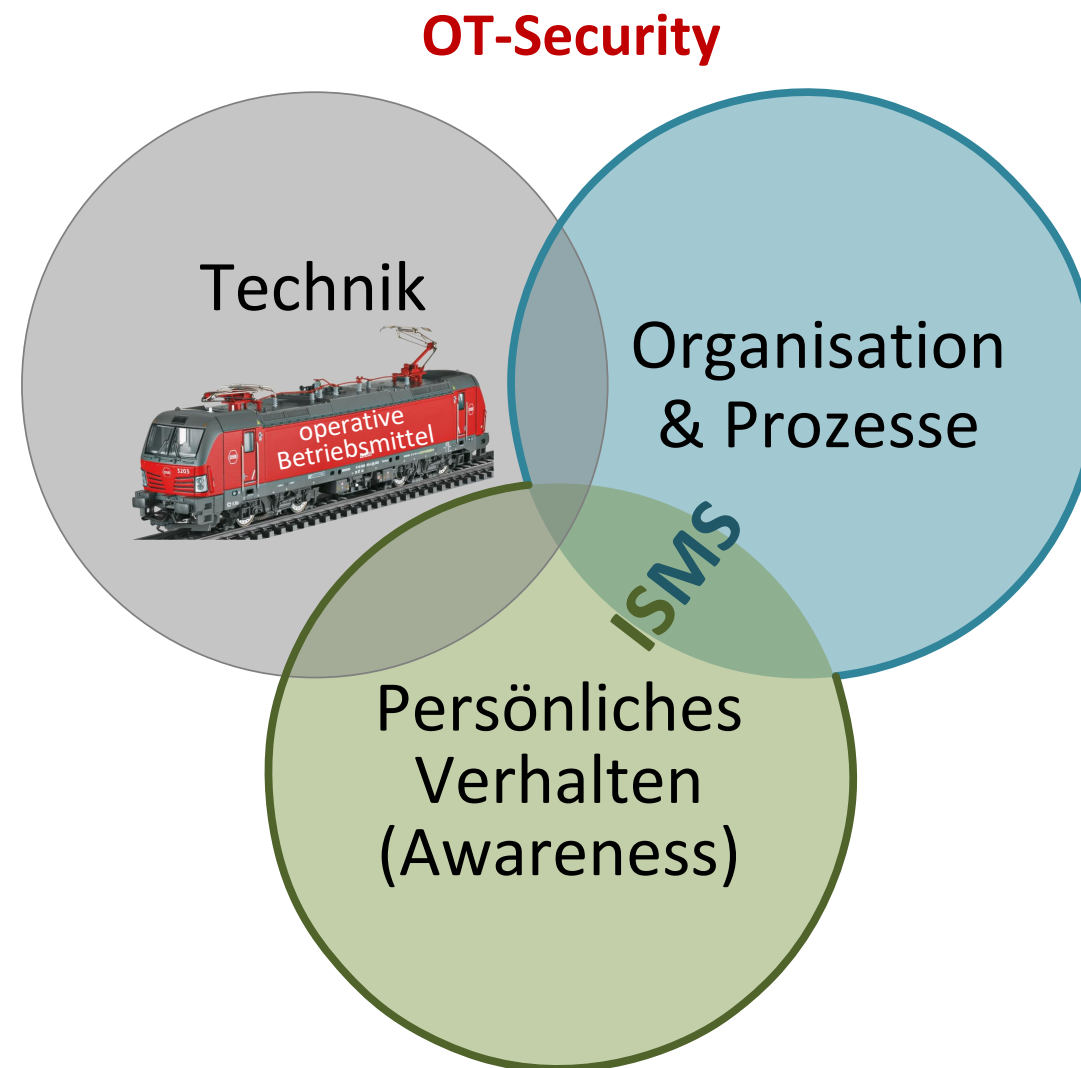 OT-Security
Technik
operative
Betriebsmittel
Organisation
& Prozesse
ISMS
Persönliches
Verhalten
(Awareness)